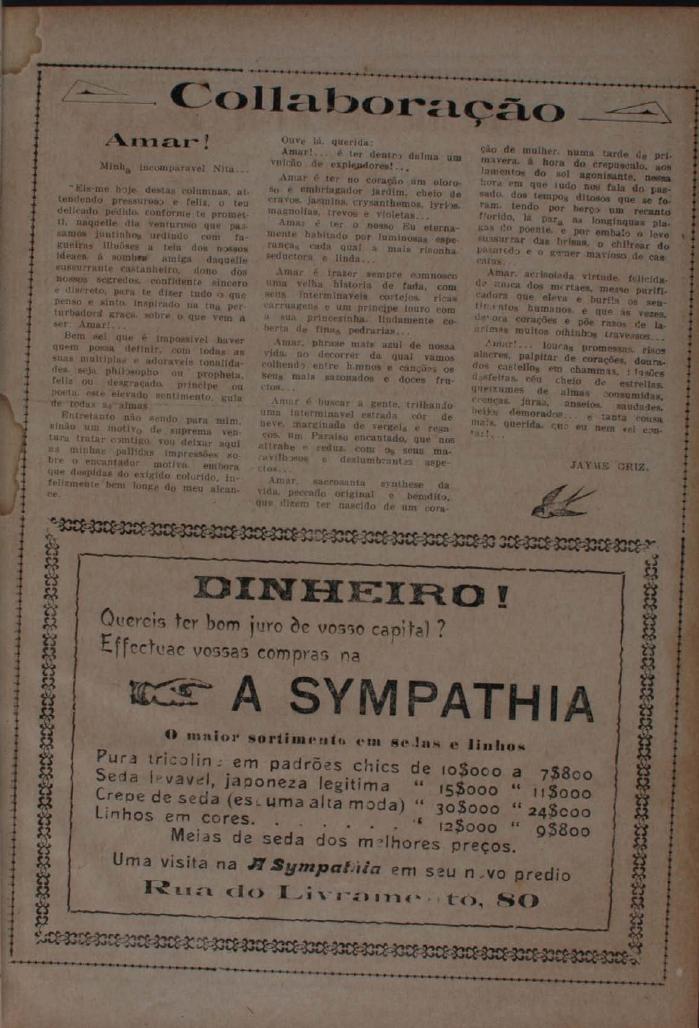 Collaboração
Amar!
Minha incomparavel Nita...
"Eis-me hoje, destas columnas, at-
tendendo pressuroso e feliz, o teu
delicado pedido, conforme te promet-
ti, naquelle dia venturoso que pas-
samos juntinhos urdindo com fa-
gueiras illusões a tela dos nossos
ideaes, á sombra amiga daquelle
sussurrante castanheiro, dono dos
nossos segredos, confidente sincero
e discreto, para te dizer tudo o que
penso e sinto, inspirado na tua per-
turbadora graça, sobre o que vem á
ser: Amar!...
Bem sei que é impossivel haver
quem possa definir, com todas as
suas multiplas e adoraveis tonalida-
des, seja philosopho ou propheta,
feliz ou desgraçado, principe ou
poeta, este elevado sentimento, gula
de todas as almas.
Entretanto não sendo para mim,
sinão um motivo de suprema ven-
tura tratar comtigo, vou deixar aqui
as minhas pallidas impressões so-
bre o encantador motivo, embora
que despidas do exigido colorido, in-
felizmente bem longe do meu alcan-
ce.
Ouve lá, querida:
Amar!... é ter dentro dalma um
vulcão de explendores!...
Amar é ter no coração um oloro-
so e embriagador jardim, cheio de
cravos, jasmins, crysanthemos, lyrios,
magnolias, trevos e violetas...
Amar é ter o nosso Eu eterna-
mente habitado por luminosas espe-
ranças, cada qual a mais risonha,
seductora e linda...
Amar é trazer sempre comnosco
uma velha historia de fada, com
seus interminaveis cortejos, ricas
carruagens e um principe louro com
a sua princesinha, lindamente co-
berta de finas pedrarias...
Amar, phrase mais azul de nossa
vida, no decorrer da qual vamos
colhendo entre hymnos e canções os
seus mais sazonados e doces fru-
ctos...
Amar é buscar a gente, trilhando
uma interminavel estrada côr de
neve, marginada de vergeis e rega-
ços, um Paraiso encantado, que nos
attrahe e seduz, com os seus ma-
ravilhosos e deslumbrantes aspe-
ctos...
Amar, sacrosanta synthese da
vida, peccado original e bemdito,
que dizem ter nascido de um cora-
ção de mulher, numa tarde de pri-
mavera, á hora do crepusculo, aos
lamentos do sol agonisante, nessa
hora em que tudo nos fala do pas-
sado, dos tempos ditosos que se fo-
ram, tendo por berço um recanto
florido, lá para as longinquas pla-
gas do poente, e por embalo o leve
sussurrar das brisas, o chilrear do
passaredo e o gemer mavioso de cas-
catas.
Amar, acrisolada virtude, felicida-
de unica dos mortaes, messe purifi-
cadora que eleva e burila os sen-
timentos humanos, e que ás vezes,
devora corações e põe razos de la-
grimas muitos olhinhos travessos...
Amar!... loucas promessas, risos
alacres, palpitar de corações, doura-
dos castellos em chammas, illusões
desfeitas, céu cheio de estrellas,
queixumes de almas consumidas,
crenças, juras, anseios, saudades,
beijos demorados... e tanta cousa
mais, querida, que eu nem sei con-
tar!...
JAYME GRIZ.
DINHEIRO!
Quereis ter bom juro de vosso capital?
Effectuae vossas compras na
A SYMPATHIA
O maior sortimento em sedas e linhos
Pura tricoline em padrões chics de 10$000 a 7$800
Seda lavavel, japoneza legitima " 15$000 " 11$000
Crepe de seda (es uma alta moda) " 30$000 " 24$000
Linhos em cores. . . . . . . . " 12$000 " 9$800
Meias de seda dos melhores preços.
Uma visita na A Sympathia em seu novo predio
Rua do Livramento, 80